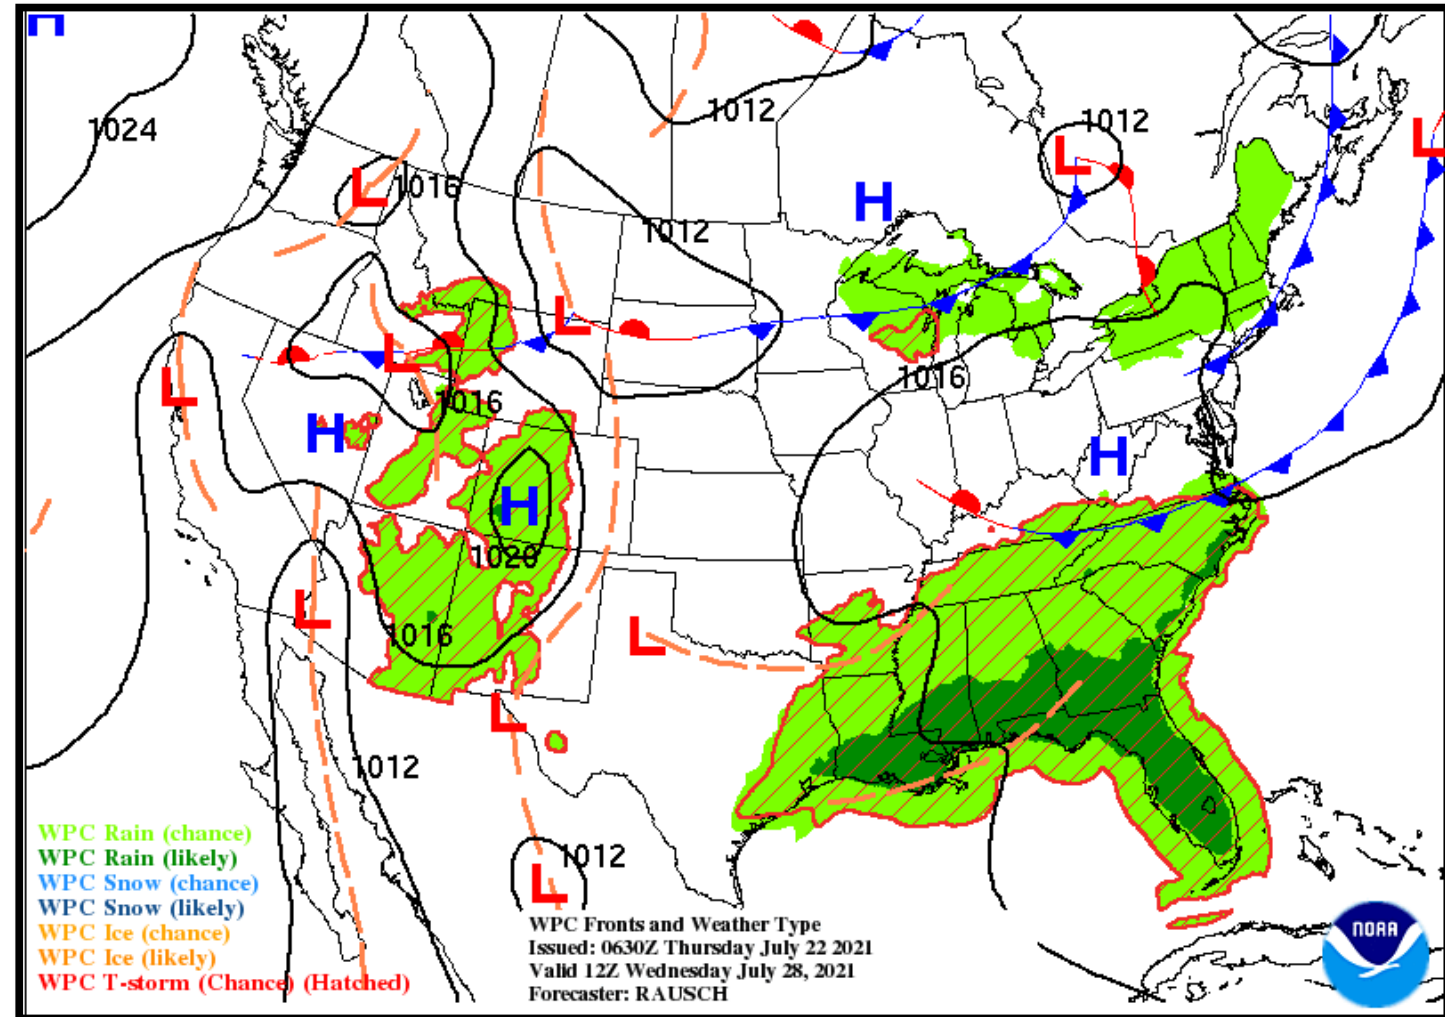 H
1024
1012
1012
L
L
1016
L
H
1012
L
L
L
1016
1016
H
H
H
1020
L
1016
L
L
1012
1012
L
WPC Rain (chance)
WPC Rain (likely)
WPC Snow (chance)
WPC Snow (likely)
WPC Ice (chance)
WPC Ice (likely)
WPC T-storm (Chance) (Hatched)
WPC Fronts and Weather Type
Issued: 0630Z Thursday July 22 2021
Valid 12Z Wednesday July 28, 2021
Forecaster: RAUSCH
NOAA